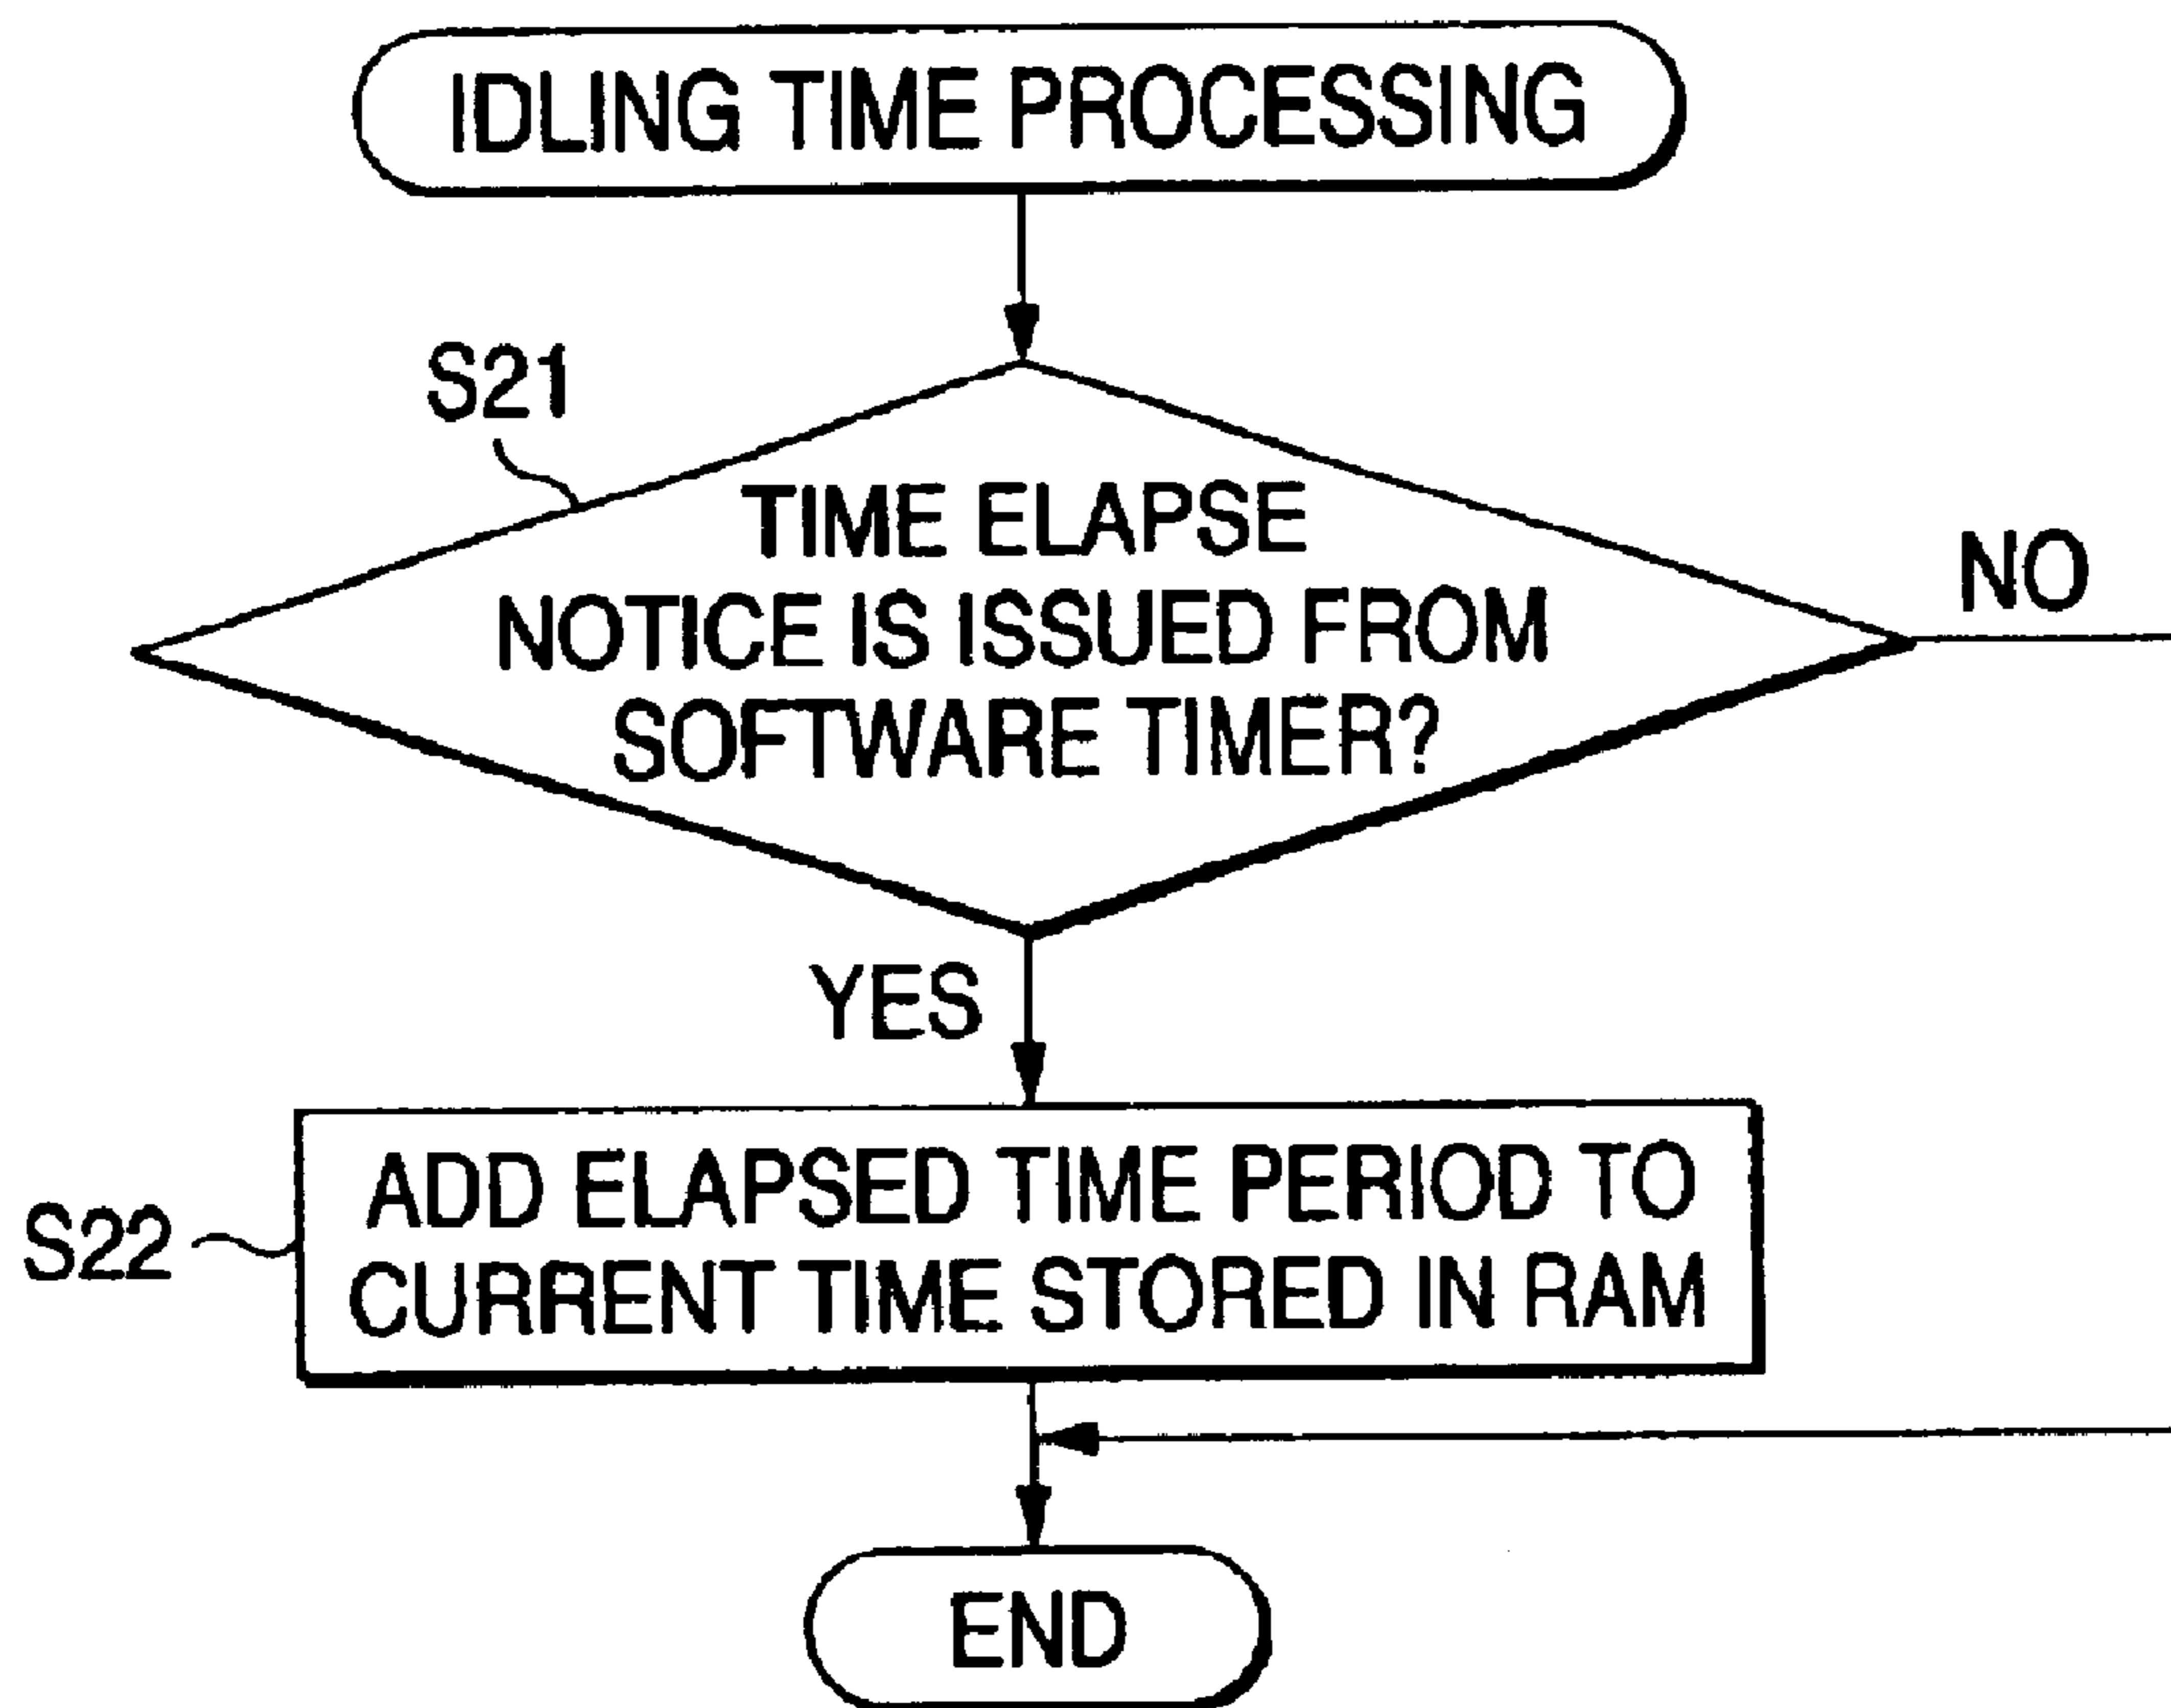 IDLING TIME PROCESSING
S21
TIME ELAPSE
NOTICE IS ISSUED FROM
SOFTWARE TIMER?
NO
YES
S22
ADD ELAPSED TIME PERIOD TO
CURRENT TIME STORED IN RAM
END